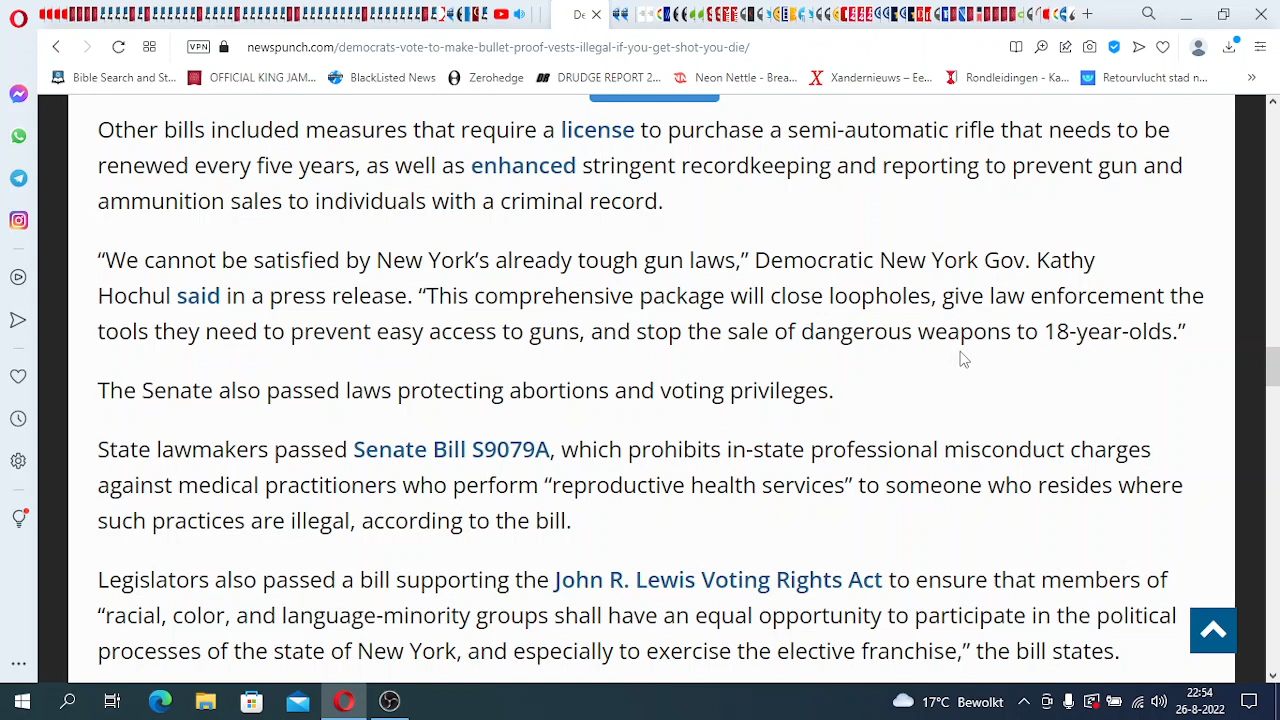 De
VPN
newspunch.com/democrats-vote-to-make-bullet-proof-vests-illegal-if-you-get-shot-you-die/
Bible Search and St...
OFFICIAL KING JAM...
BlackListed News
Zerohedge
DRUDGE REPORT 2...
Neon Nettle - Brea...
Xandernieuws – Ee...
Rondleidingen - Ka...
Retourvlucht stad n...
Other bills included measures that require a license to purchase a semi-automatic rifle that needs to be
renewed every five years, as well as enhanced stringent recordkeeping and reporting to prevent gun and
ammunition sales to individuals with a criminal record.
“We cannot be satisfied by New York’s already tough gun laws,” Democratic New York Gov. Kathy
Hochul said in a press release. “This comprehensive package will close loopholes, give law enforcement the
tools they need to prevent easy access to guns, and stop the sale of dangerous weapons to 18-year-olds.”
The Senate also passed laws protecting abortions and voting privileges.
State lawmakers passed Senate Bill S9079A, which prohibits in-state professional misconduct charges
against medical practitioners who perform “reproductive health services” to someone who resides where
such practices are illegal, according to the bill.
Legislators also passed a bill supporting the John R. Lewis Voting Rights Act to ensure that members of
“racial, color, and language-minority groups shall have an equal opportunity to participate in the political
processes of the state of New York, and especially to exercise the elective franchise,” the bill states.
17°C Bewolkt
22:54
26-8-2022